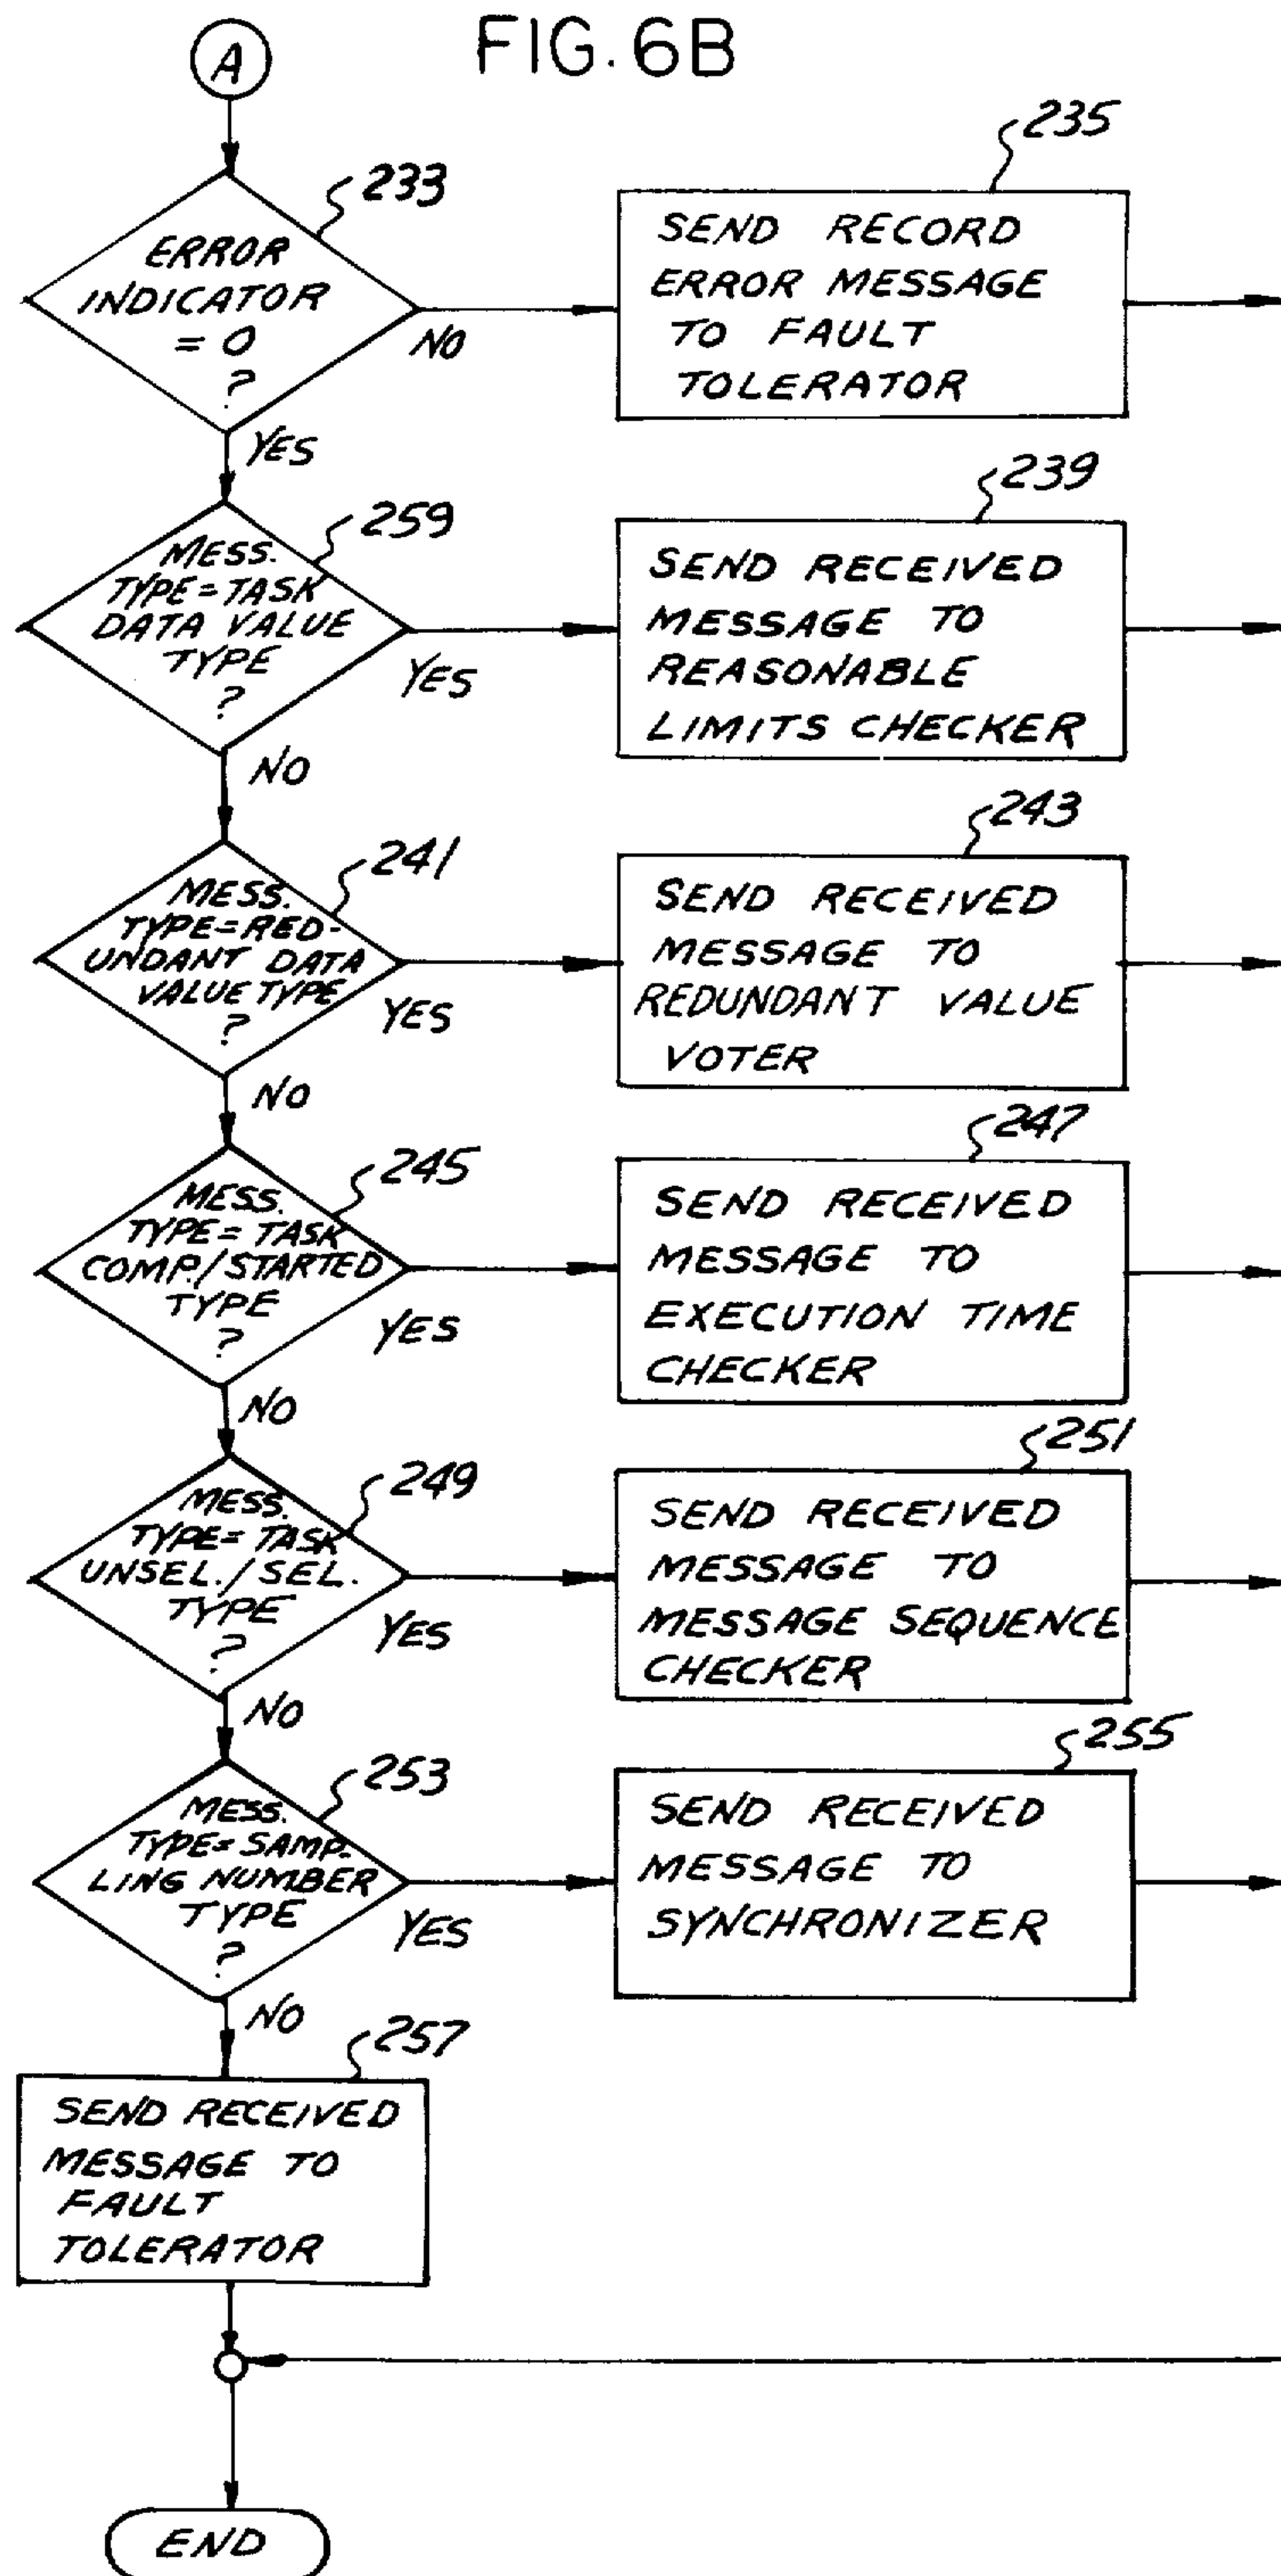 FIG. 6B
A
233
ERROR
INDICATOR
= 0
?
NO
YES
235
SEND RECORD
ERROR MESSAGE
TO FAULT
TOLERATOR
259
MESS.
TYPE=TASK
DATA VALUE
TYPE
?
YES
NO
239
SEND RECEIVED
MESSAGE TO
REASONABLE
LIMITS CHECKER
241
MESS.
TYPE=RED-
UNDANT DATA
VALUE TYPE
?
YES
NO
243
SEND RECEIVED
MESSAGE TO
REDUNDANT VALUE
VOTER
245
MESS.
TYPE=TASK
COMP./STARTED
TYPE
?
YES
NO
247
SEND RECEIVED
MESSAGE TO
EXECUTION TIME
CHECKER
249
MESS.
TYPE=TASK
UNSEL./SEL.
TYPE
?
YES
NO
251
SEND RECEIVED
MESSAGE TO
MESSAGE SEQUENCE
CHECKER
253
MESS.
TYPE=SAMP-
LING NUMBER
TYPE
?
YES
NO
255
SEND RECEIVED
MESSAGE TO
SYNCHRONIZER
257
SEND RECEIVED
MESSAGE TO
FAULT
TOLERATOR
END